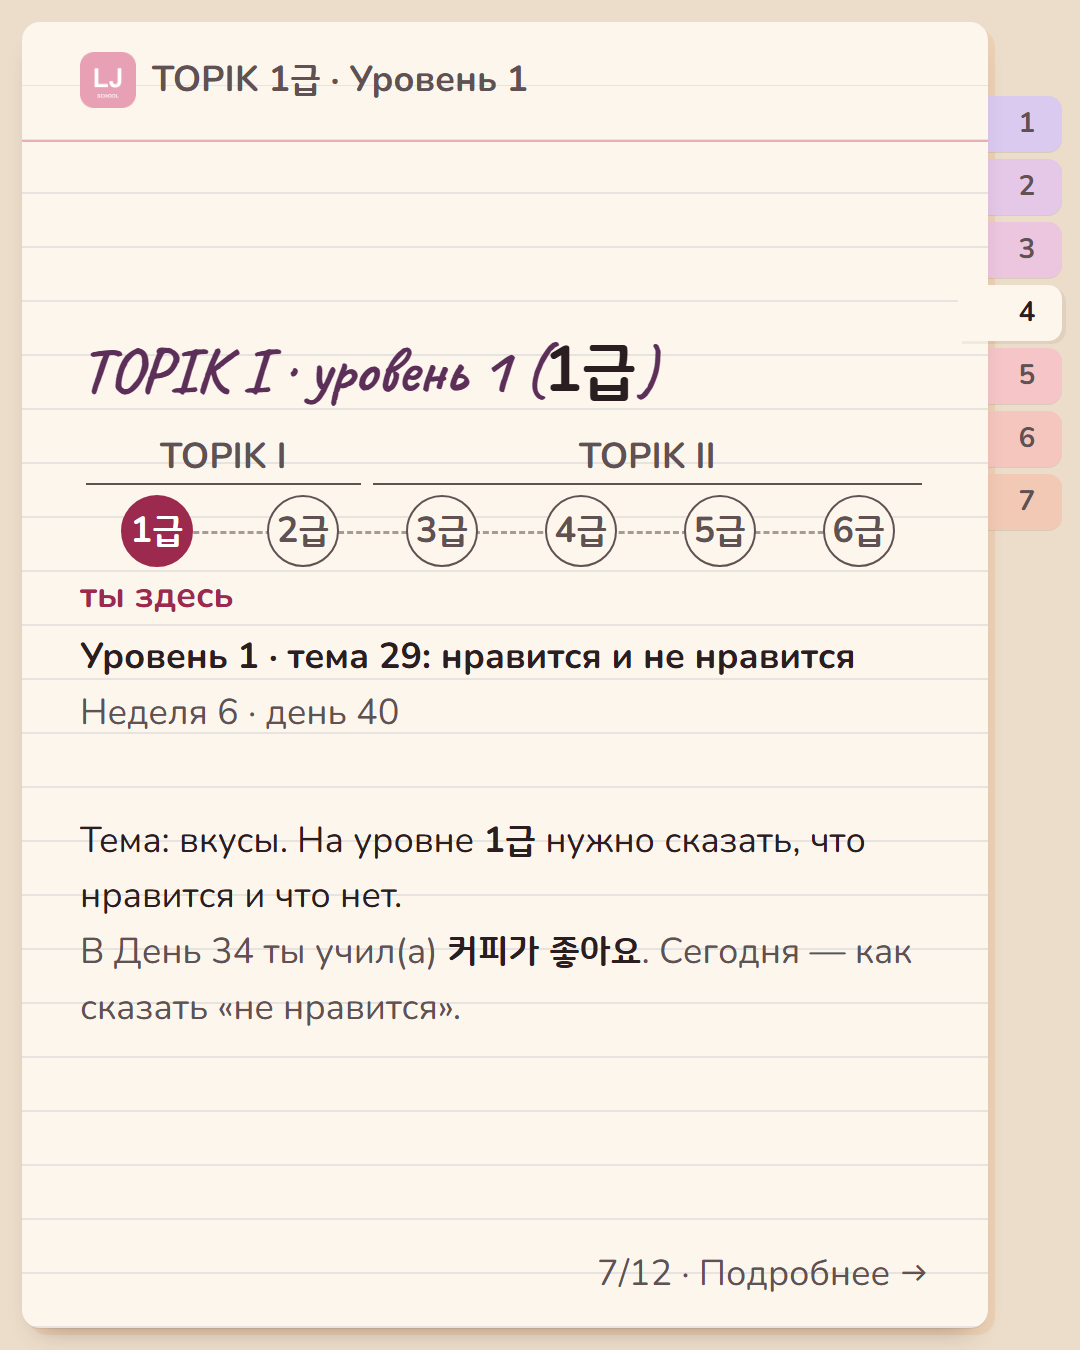 LJ
SCHOOL
TOPIK 1급 · Уровень 1
1
2
3
4
5
6
7
TOPIK I · уровень 1 (1급)
TOPIK I
TOPIK II
1급
2급
3급
4급
5급
6급
ты здесь
Уровень 1 · тема 29: нравится и не нравится
Неделя 6 · день 40
Тема: вкусы. На уровне 1급 нужно сказать, что
нравится и что нет.
В День 34 ты учил(а) 커피가 좋아요. Сегодня — как
сказать «не нравится».
7/12 · Подробнее →